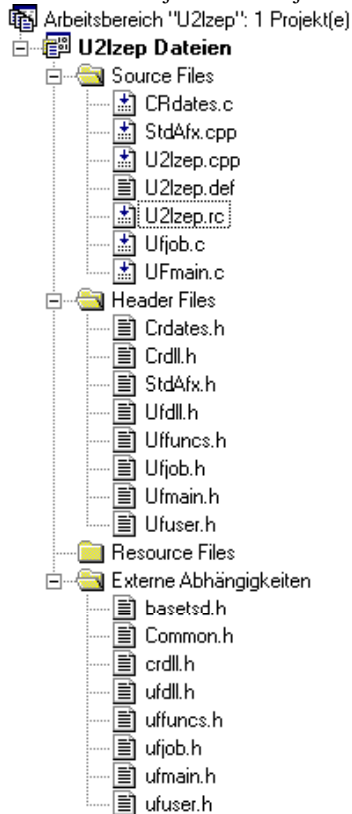 Arbeitsbereich "U2lzep": 1 Projekt(e)
U2lzep Dateien
Source Files
CRdates.c
StdAfx.cpp
U2lzep.cpp
U2lzep.def
U2lzep.rc
Ufjob.c
UFmain.c
Header Files
Crdates.h
Crdll.h
StdAfx.h
Ufdll.h
Uffuncs.h
Ufjob.h
Ufmain.h
Ufuser.h
Resource Files
Externe Abhängigkeiten
basetsd.h
Common.h
crdll.h
ufdll.h
uffuncs.h
ufjob.h
ufmain.h
ufuser.h